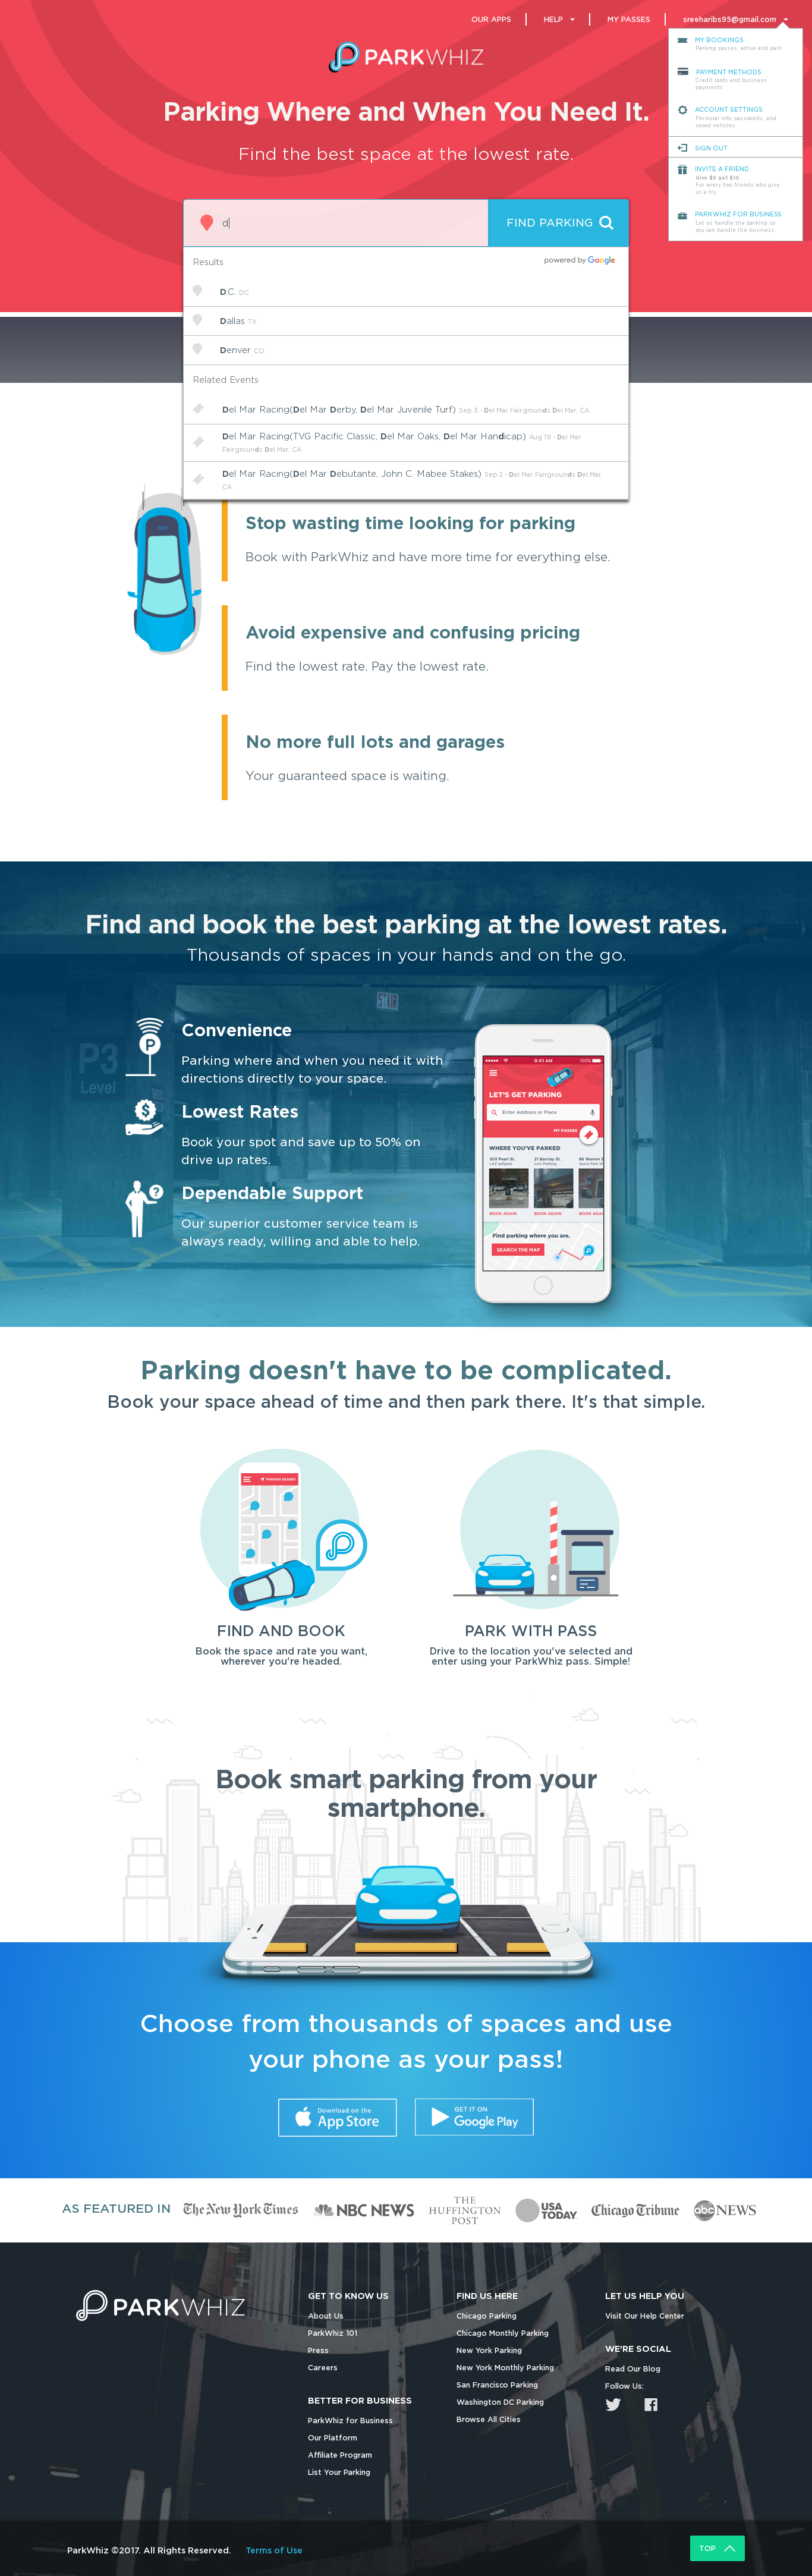 OUR APPS HELP MY PASSES sreeharibs95@gmail.com
MY BOOKINGS
Parking passes, active and past
PAYMENT METHODS
Credit cards and business
payments
ACCOUNT SETTINGS
Personal info, passwords, and
saved vehicles
SIGN OUT
INVITE A FRIEND
Give $5 get $10
For every two friends who give
us a try
PARKWHIZ FOR BUSINESS
Let us handle the parking so
you can handle the business
PARKWHIZ
Parking Where and When You Need It.
Find the best space at the lowest rate.
d FIND PARKING
Results powered by Google
D.C. DC
Dallas TX
Denver CO
Related Events
Del Mar Racing(Del Mar Derby, Del Mar Juvenile Turf) Sep 3 - Del Mar Fairgrounds Del Mar, CA
Del Mar Racing(TVG Pacific Classic, Del Mar Oaks, Del Mar Handicap) Aug 19 - Del Mar
Fairgrounds Del Mar, CA
Del Mar Racing(Del Mar Debutante, John C. Mabee Stakes) Sep 2 - Del Mar Fairgrounds Del Mar,
CA
Stop wasting time looking for parking
Book with ParkWhiz and have more time for everything else.
Avoid expensive and confusing pricing
Find the lowest rate. Pay the lowest rate.
No more full lots and garages
Your guaranteed space is waiting.
Find and book the best parking at the lowest rates.
Thousands of spaces in your hands and on the go.
STOP
P3
Level
P
Convenience
Parking where and when you need it with
directions directly to your space.
$
Lowest Rates
Book your spot and save up to 50% on
drive up rates.
?
Dependable Support
Our superior customer service team is
always ready, willing and able to help.
9:41 AM 100%
LET'S GET PARKING
Enter Address or Place
MY PASSES
WHERE YOU'VE PARKED
303 Pearl St. 21 Barclay St. 66 Warren S
LAZ Icon Parking Quick Park
BOOK AGAIN BOOK AGAIN BOOK AGAI
Find parking where you are.
SEARCH THE MAP
Parking doesn't have to be complicated.
Book your space ahead of time and then park there. It's that simple.
PARKING NEARBY
FIND AND BOOK
Book the space and rate you want,
wherever you're headed.
PARK WITH PASS
Drive to the location you've selected and
enter using your ParkWhiz pass. Simple!
Book smart parking from your
smartphone.
Choose from thousands of spaces and use
your phone as your pass!
Download on the
App Store
GET IT ON
Google Play
AS FEATURED IN The New York Times NBC NEWS THE HUFFINGTON POST USA TODAY Chicago Tribune abc NEWS
PARKWHIZ
GET TO KNOW US
About Us
ParkWhiz 101
Press
Careers
BETTER FOR BUSINESS
ParkWhiz for Business
Our Platform
Affiliate Program
List Your Parking
FIND US HERE
Chicago Parking
Chicago Monthly Parking
New York Parking
New York Monthly Parking
San Francisco Parking
Washington DC Parking
Browse All Cities
LET US HELP YOU
Visit Our Help Center
WE'RE SOCIAL
Read Our Blog
Follow Us:
ParkWhiz ©2017. All Rights Reserved. Terms of Use
TOP